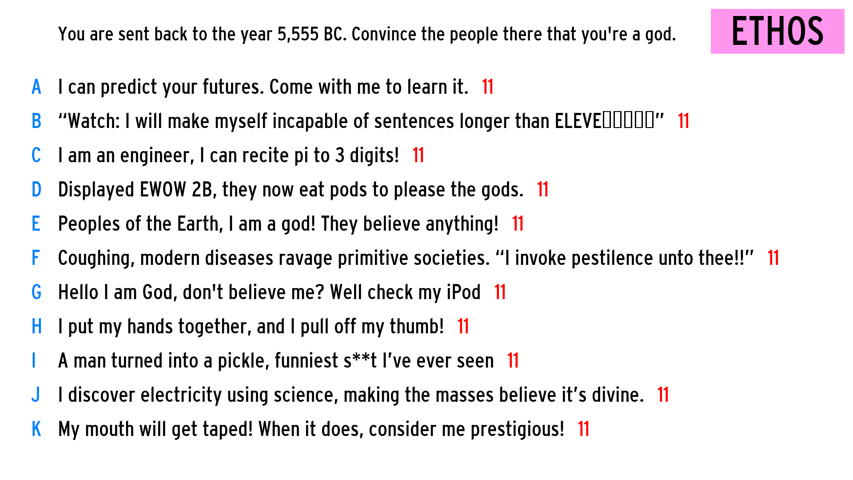 You are sent back to the year 5,555 BC. Convince the people there that you're a god.
ETHOS
A I can predict your futures. Come with me to learn it. 11
B “Watch: I will make myself incapable of sentences longer than ELEVE▯▯▯▯▯” 11
C I am an engineer, I can recite pi to 3 digits! 11
D Displayed EWOW 2B, they now eat pods to please the gods. 11
E Peoples of the Earth, I am a god! They believe anything! 11
F Coughing, modern diseases ravage primitive societies. “I invoke pestilence unto thee!!” 11
G Hello I am God, don't believe me? Well check my iPod 11
H I put my hands together, and I pull off my thumb! 11
I A man turned into a pickle, funniest s**t I’ve ever seen 11
J I discover electricity using science, making the masses believe it’s divine. 11
K My mouth will get taped! When it does, consider me prestigious! 11